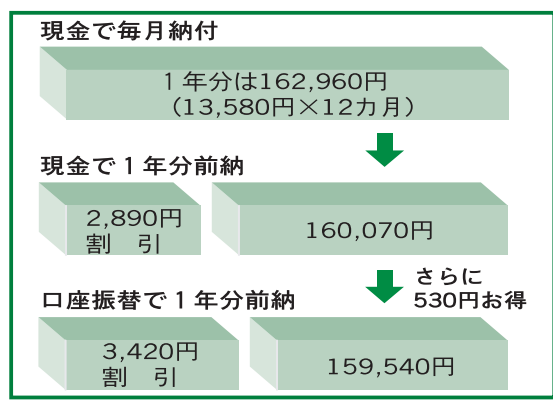 現金で毎月納付
1年分は162,960円
（13,580円×12カ月）
現金で1年分前納
2,890円
割　引
160,070円
さらに
530円お得
口座振替で1年分前納
3,420円
割　引
159,540円